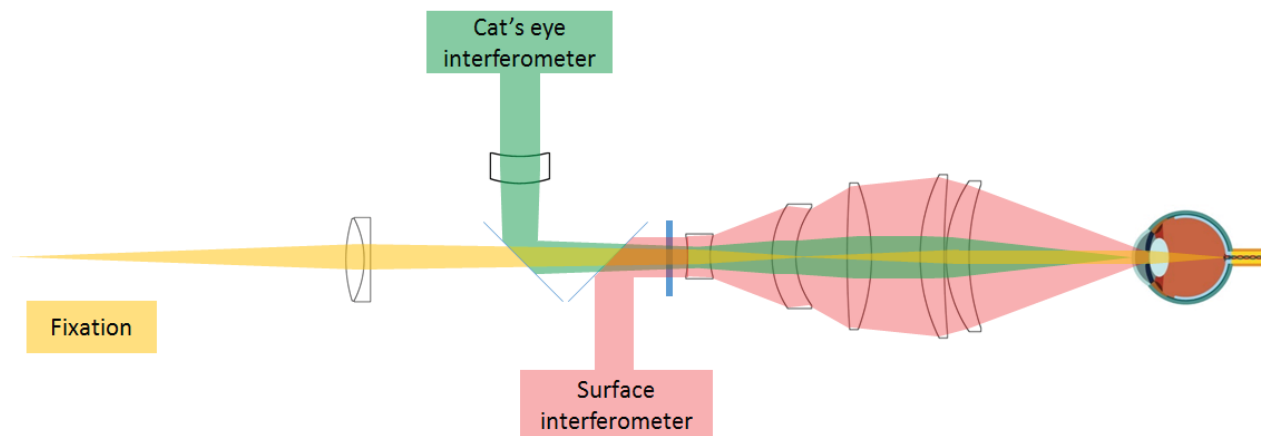 Cat’s eye
interferometer
Fixation
Surface
interferometer